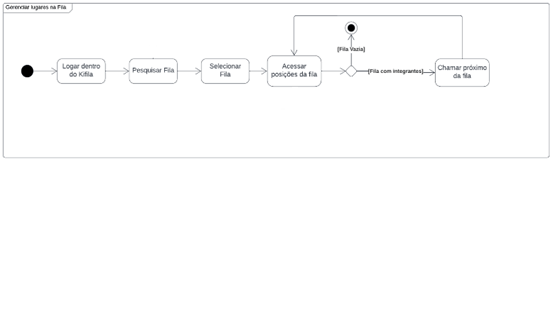 Gerenciar lugares na Fila
[Fila Vazia]
Logar dentro
do Kifila
Pesquisar Fila
Selecionar
Fila
Acessar
posições da fila
[Fila com integrantes]
Chamar próximo
da fila